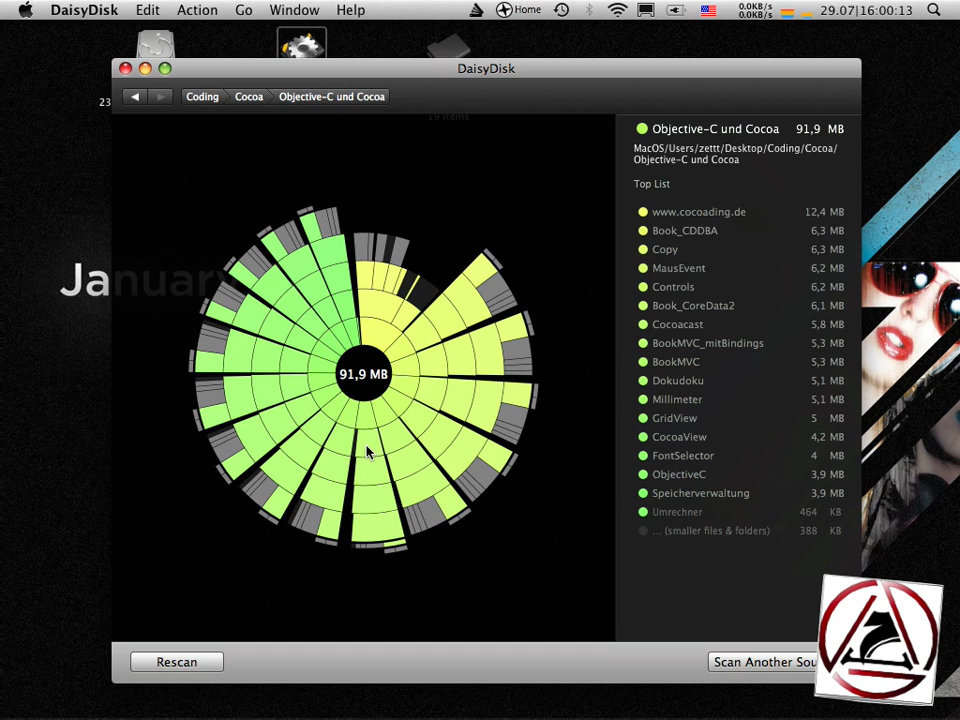 DaisyDisk Edit Action Go Window Help Home 0.0KB/s 0.0KB/s 29.07|16:00:13
DaisyDisk
23
Coding Cocoa Objective-C und Cocoa
19 items
January
91,9 MB
Objective-C und Cocoa 91,9 MB
MacOS/Users/zettt/Desktop/Coding/Cocoa/
Objective-C und Cocoa
Top List
www.cocoading.de 12,4 MB
Book_CDDBA 6,3 MB
Copy 6,3 MB
MausEvent 6,2 MB
Controls 6,2 MB
Book_CoreData2 6,1 MB
Cocoacast 5,8 MB
BookMVC_mitBindings 5,3 MB
BookMVC 5,3 MB
Dokudoku 5,1 MB
Millimeter 5,1 MB
GridView 5 MB
CocoaView 4,2 MB
FontSelector 4 MB
ObjectiveC 3,9 MB
Speicherverwaltung 3,9 MB
Umrechner 464 KB
... (smaller files & folders) 388 KB
Rescan
Scan Another Sou